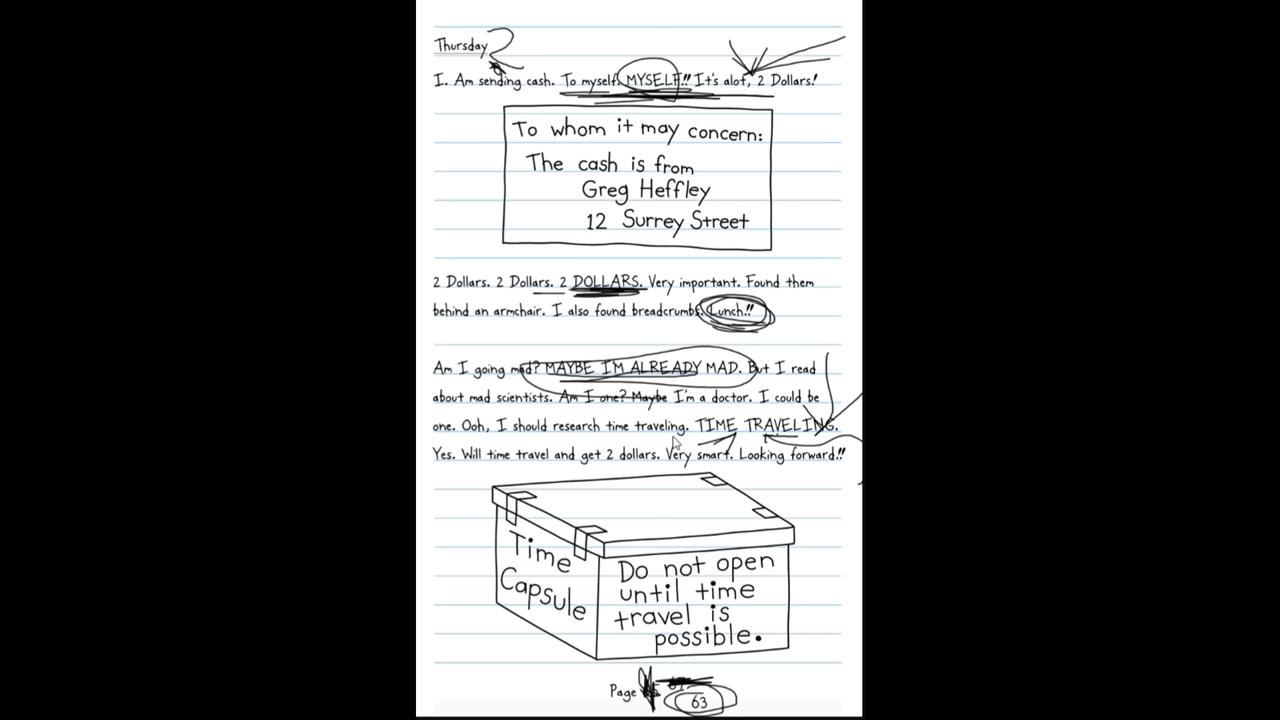 Thursday ?
I. Am sending cash. To myself. MYSELF!! It's alot, 2 Dollars!
To whom it may concern:
The cash is from
Greg Heffley
12 Surrey Street
2 Dollars. 2 Dollars. 2 DOLLARS. Very important. Found them
behind an armchair. I also found breadcrumbs. Lunch!!
Am I going mad? MAYBE I'M ALREADY MAD. But I read
about mad scientists. Am I one? Maybe I'm a doctor. I could be
one. Ooh, I should research time traveling. TIME TRAVELING.
Yes. Will time travel and get 2 dollars. Very smart. Looking forward!!
Time
Capsule
Do not open
until time
travel is
possible.
Page
63